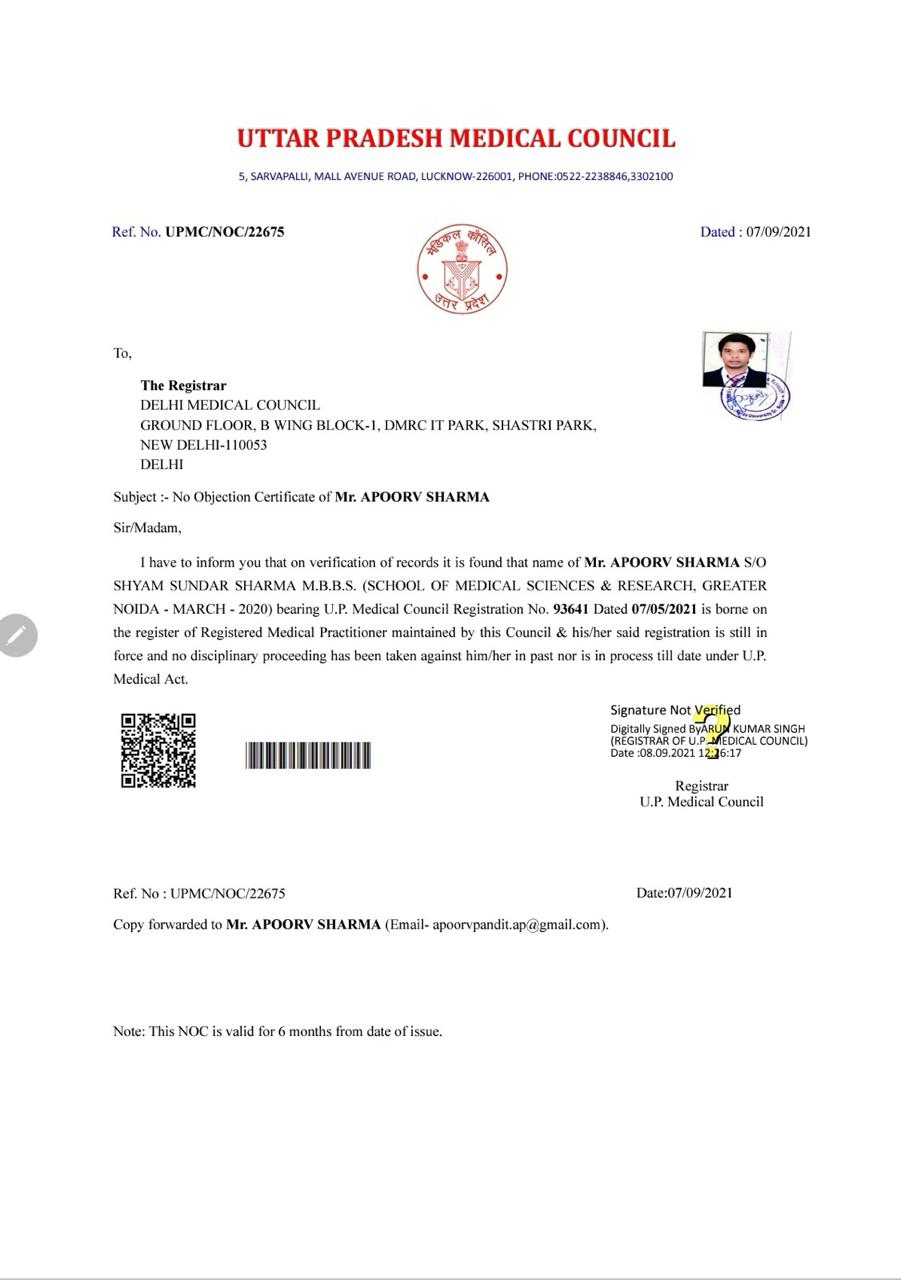 UTTAR PRADESH MEDICAL COUNCIL
5, SARVAPALLI, MALL AVENUE ROAD, LUCKNOW-226001, PHONE:0522-2238846,3302100
Ref. No. UPMC/NOC/22675
Dated : 07/09/2021
मेडिकल कौंसिल
उत्तर प्रदेश
To,
The Registrar
DELHI MEDICAL COUNCIL
GROUND FLOOR, B WING BLOCK-1, DMRC IT PARK, SHASTRI PARK,
NEW DELHI-110053
DELHI
Subject :- No Objection Certificate of Mr. APOORV SHARMA
Sir/Madam,
I have to inform you that on verification of records it is found that name of Mr. APOORV SHARMA S/O
SHYAM SUNDAR SHARMA M.B.B.S. (SCHOOL OF MEDICAL SCIENCES & RESEARCH, GREATER
NOIDA - MARCH - 2020) bearing U.P. Medical Council Registration No. 93641 Dated 07/05/2021 is borne on
the register of Registered Medical Practitioner maintained by this Council & his/her said registration is still in
force and no disciplinary proceeding has been taken against him/her in past nor is in process till date under U.P.
Medical Act.
Signature Not Verified
Digitally Signed ByARUN KUMAR SINGH
(REGISTRAR OF U.P. MEDICAL COUNCIL)
Date :08.09.2021 12:26:17
Registrar
U.P. Medical Council
Ref. No : UPMC/NOC/22675
Date:07/09/2021
Copy forwarded to Mr. APOORV SHARMA (Email- apoorvpandit.ap@gmail.com).
Note: This NOC is valid for 6 months from date of issue.